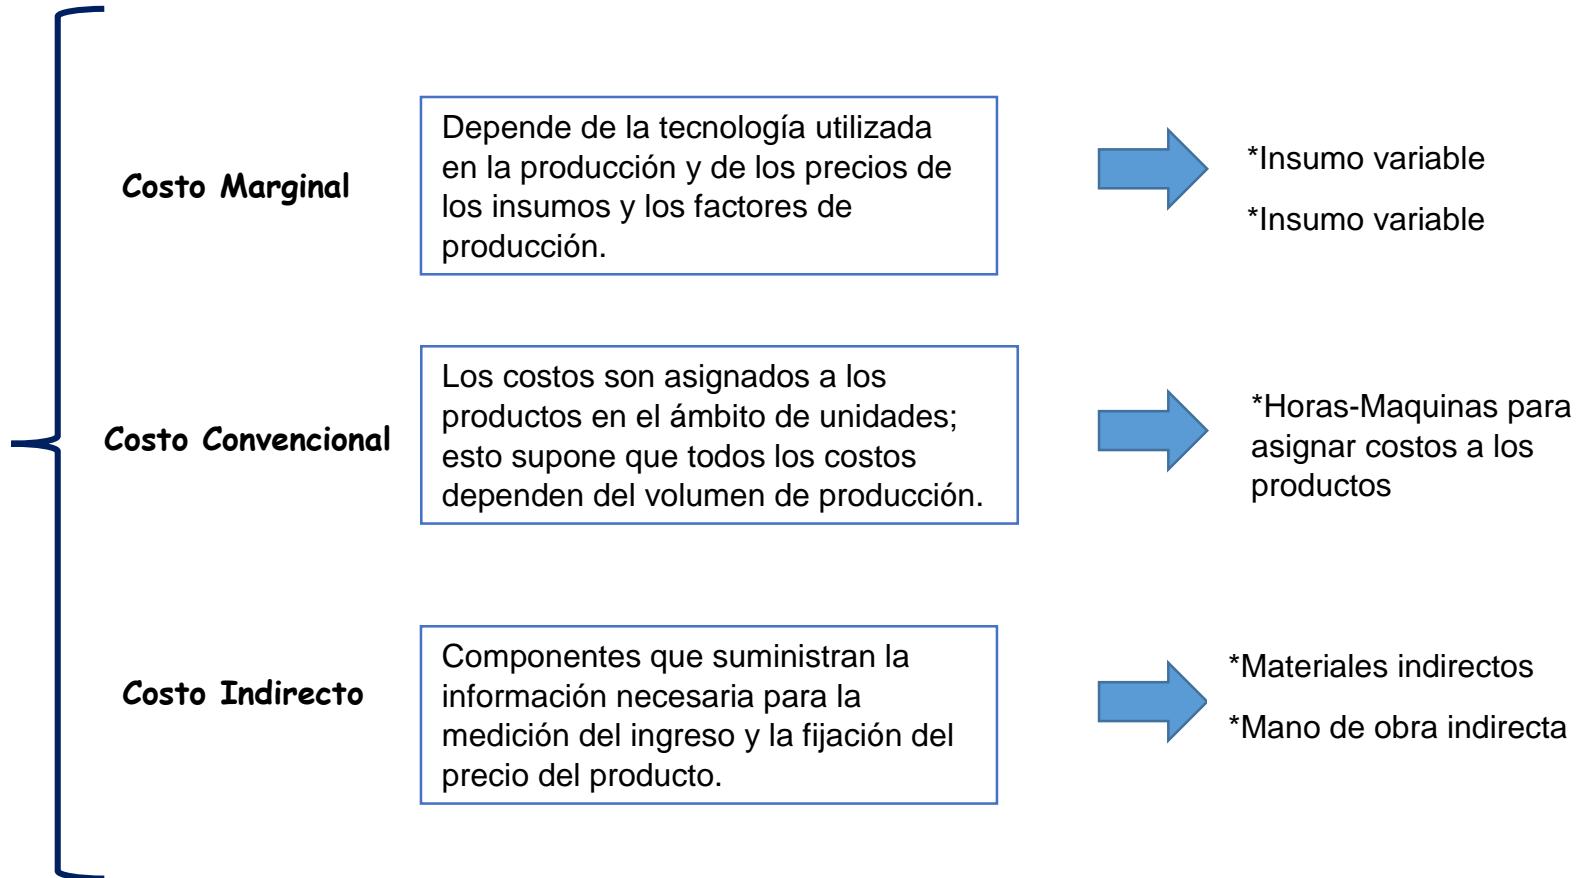 Costo Marginal
Depende de la tecnología utilizada
en la producción y de los precios de
los insumos y los factores de
producción.
*Insumo variable
*Insumo variable
Costo Convencional
Los costos son asignados a los
productos en el ámbito de unidades;
esto supone que todos los costos
dependen del volumen de producción.
*Horas-Maquinas para
asignar costos a los
productos
Costo Indirecto
Componentes que suministran la
información necesaria para la
medición del ingreso y la fijación del
precio del producto.
*Materiales indirectos
*Mano de obra indirecta